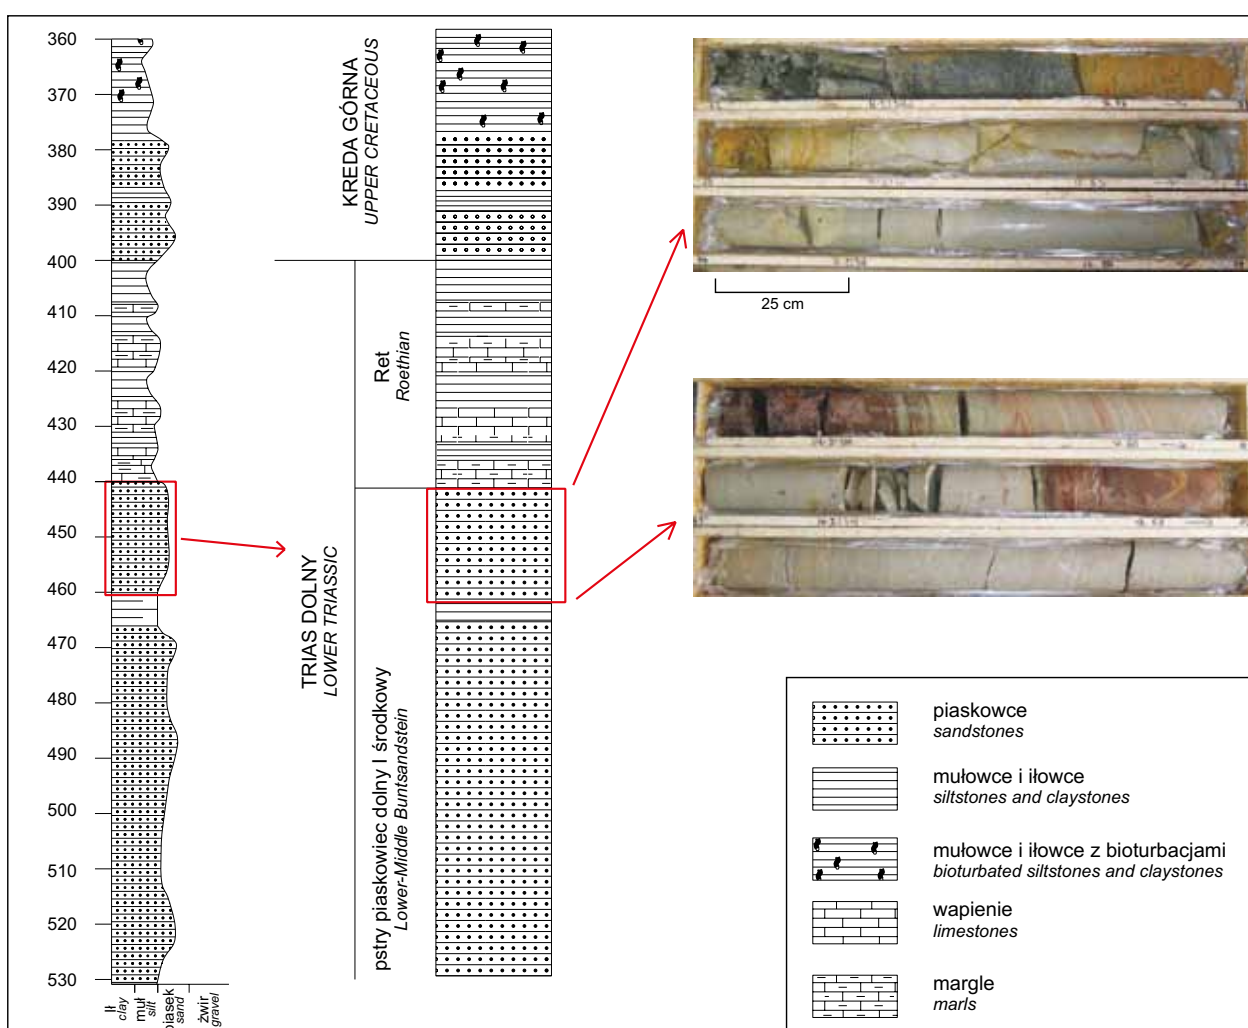 360
370
380
390
400
410
420
430
440
450
460
470
480
490
500
510
520
530
ił
clay
muł
silt
piasek
sand
żwir
gravel
KREDA GÓRNA
UPPER CRETACEOUS
Ret
Roethian
TRIAS DOLNY
LOWER TRIASSIC
pstry piaskowiec dolny I środkowy
Lower-Middle Buntsandstein
25 cm
piaskowce
sandstones
mułowce i iłowce
siltstones and claystones
mułowce i iłowce z bioturbacjami
bioturbated siltstones and claystones
wapienie
limestones
margle
marls